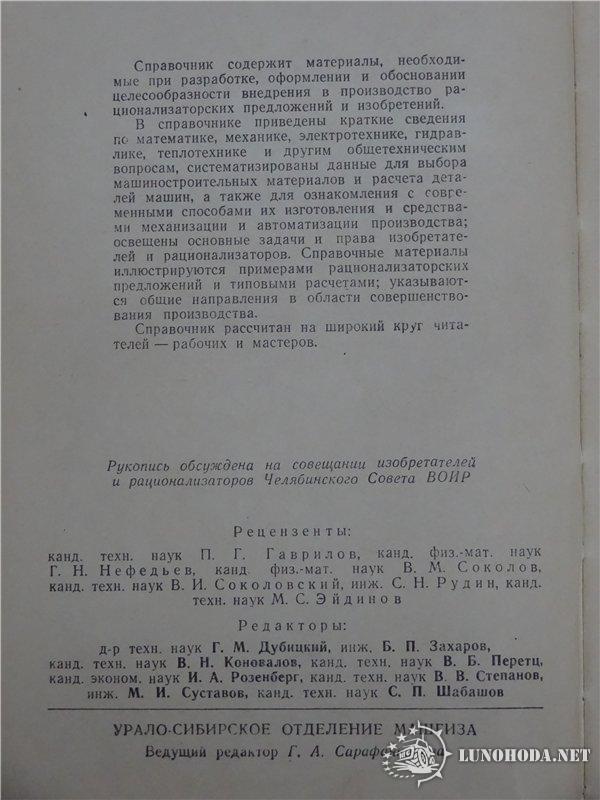 Справочник содержит материалы, необходи-
мые при разработке, оформлении и обосновании
целесообразности внедрения в производство ра-
ционализаторских предложений и изобретений.
В справочнике приведены краткие сведения
по математике, механике, электротехнике, гидрав-
лике, теплотехнике и другим общетехническим
вопросам, систематизированы данные для выбора
машиностроительных материалов и расчета дета-
лей машин, а также для ознакомления с совре-
менными способами их изготовления и средства-
ми механизации и автоматизации производства;
освещены основные задачи и права изобретате-
лей и рационализаторов. Справочные материалы
иллюстрируются примерами рационализаторских
предложений и типовыми расчетами; указывают-
ся общие направления в области совершенство-
вания производства.
Справочник рассчитан на широкий круг чита-
телей — рабочих и мастеров.
Рукопись обсуждена на совещании изобретателей
и рационализаторов Челябинского Совета ВОИР
Рецензенты:
канд. техн. наук П. Г. Гаврилов, канд. физ.-мат. наук
Г. Н. Нефедьев, канд. физ.-мат. наук В. М. Соколов,
канд. техн. наук В. И. Соколовский, инж. С. Н. Рудин, канд.
техн. наук М. С. Эйдинов
Редакторы:
д-р техн. наук Г. М. Дубицкий, инж. Б. П. Захаров,
канд. техн. наук В. Н. Коновалов, канд. техн. наук В. Б. Перетц,
канд. эконом. наук И. А. Розенберг, канд. техн. наук В. В. Степанов,
инж. М. И. Суставов, канд. техн. наук С. П. Шабашов
УРАЛО-СИБИРСКОЕ ОТДЕЛЕНИЕ МАШГИЗА
Ведущий редактор Г. А.
LUNOHODA.NET